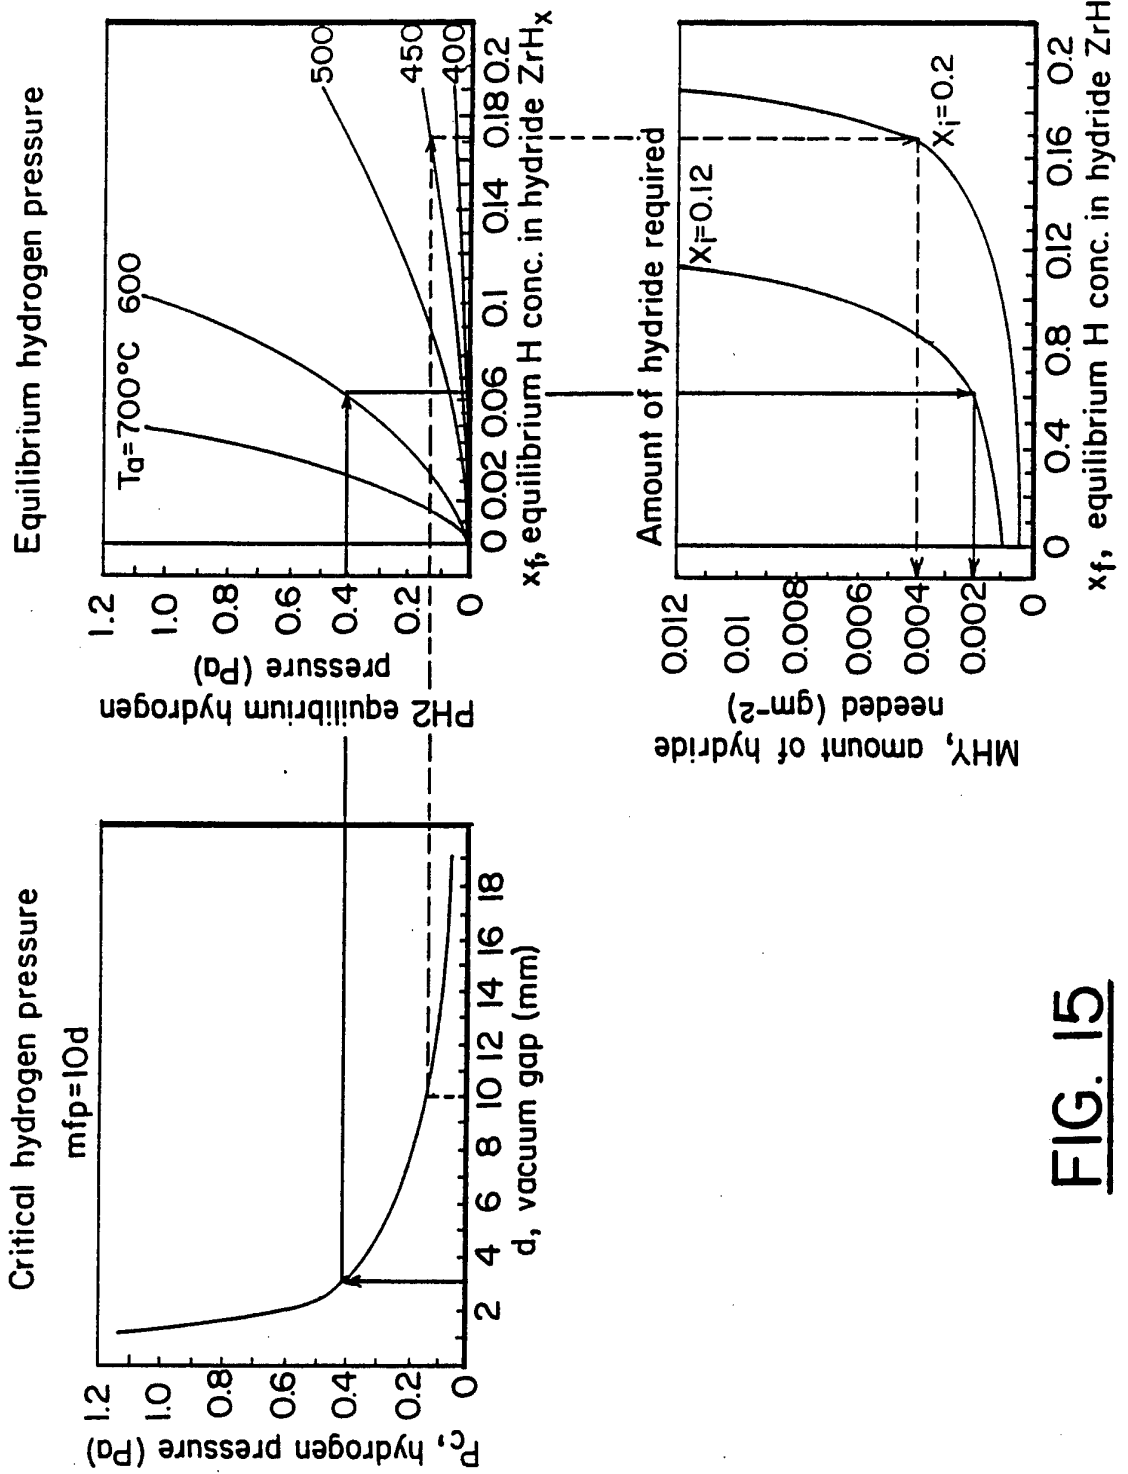 Critical hydrogen pressure
mfp=10d
1.2
1.0
0.8
0.6
0.4
0.2
0
Pc, hydrogen pressure (Pa)
2 4 6 8 10 12 14 16 18
d, vacuum gap (mm)
Equilibrium hydrogen pressure
Ta=700°C 600
500
450
400
1.2
1.0
0.8
0.6
0.4
0.2
0
PH2 equilibrium hydrogen
pressure (Pa)
0 0.02 0.06 0.1 0.14 0.18 0.2
xf, equilibrium H conc. in hydride ZrHx
Amount of hydride required
Xi=0.12
Xi=0.2
0.012
0.01
0.008
0.006
0.004
0.002
0
MHY, amount of hydride
needed (gm-2)
0 0.4 0.8 0.12 0.16 0.2
xf, equilibrium H conc. in hydride ZrH
FIG. 15